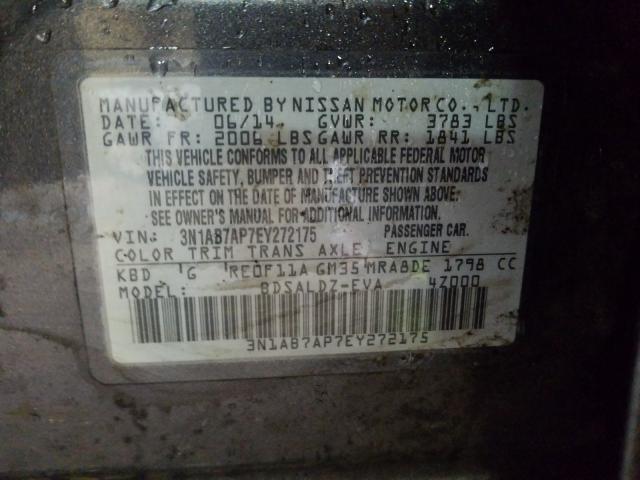 MANUFACTURED BY NISSAN MOTOR CO., LTD.
DATE: 06/14 GVWR: 3783 LBS
GAWR FR: 2006 LBS GAWR RR: 1841 LBS
THIS VEHICLE CONFORMS TO ALL APPLICABLE FEDERAL MOTOR
VEHICLE SAFETY, BUMPER AND THEFT PREVENTION STANDARDS
IN EFFECT ON THE DATE OF MANUFACTURE SHOWN ABOVE.
SEE OWNER'S MANUAL FOR ADDITIONAL INFORMATION.
VIN: 3N1AB7AP7EY272175 PASSENGER CAR.
COLOR TRIM TRANS AXLE ENGINE
KBD G RE0F11A GM35 MRA8DE 1798 CC
MODEL: BDSALDZ-EVA 4Z000
3N1AB7AP7EY272175